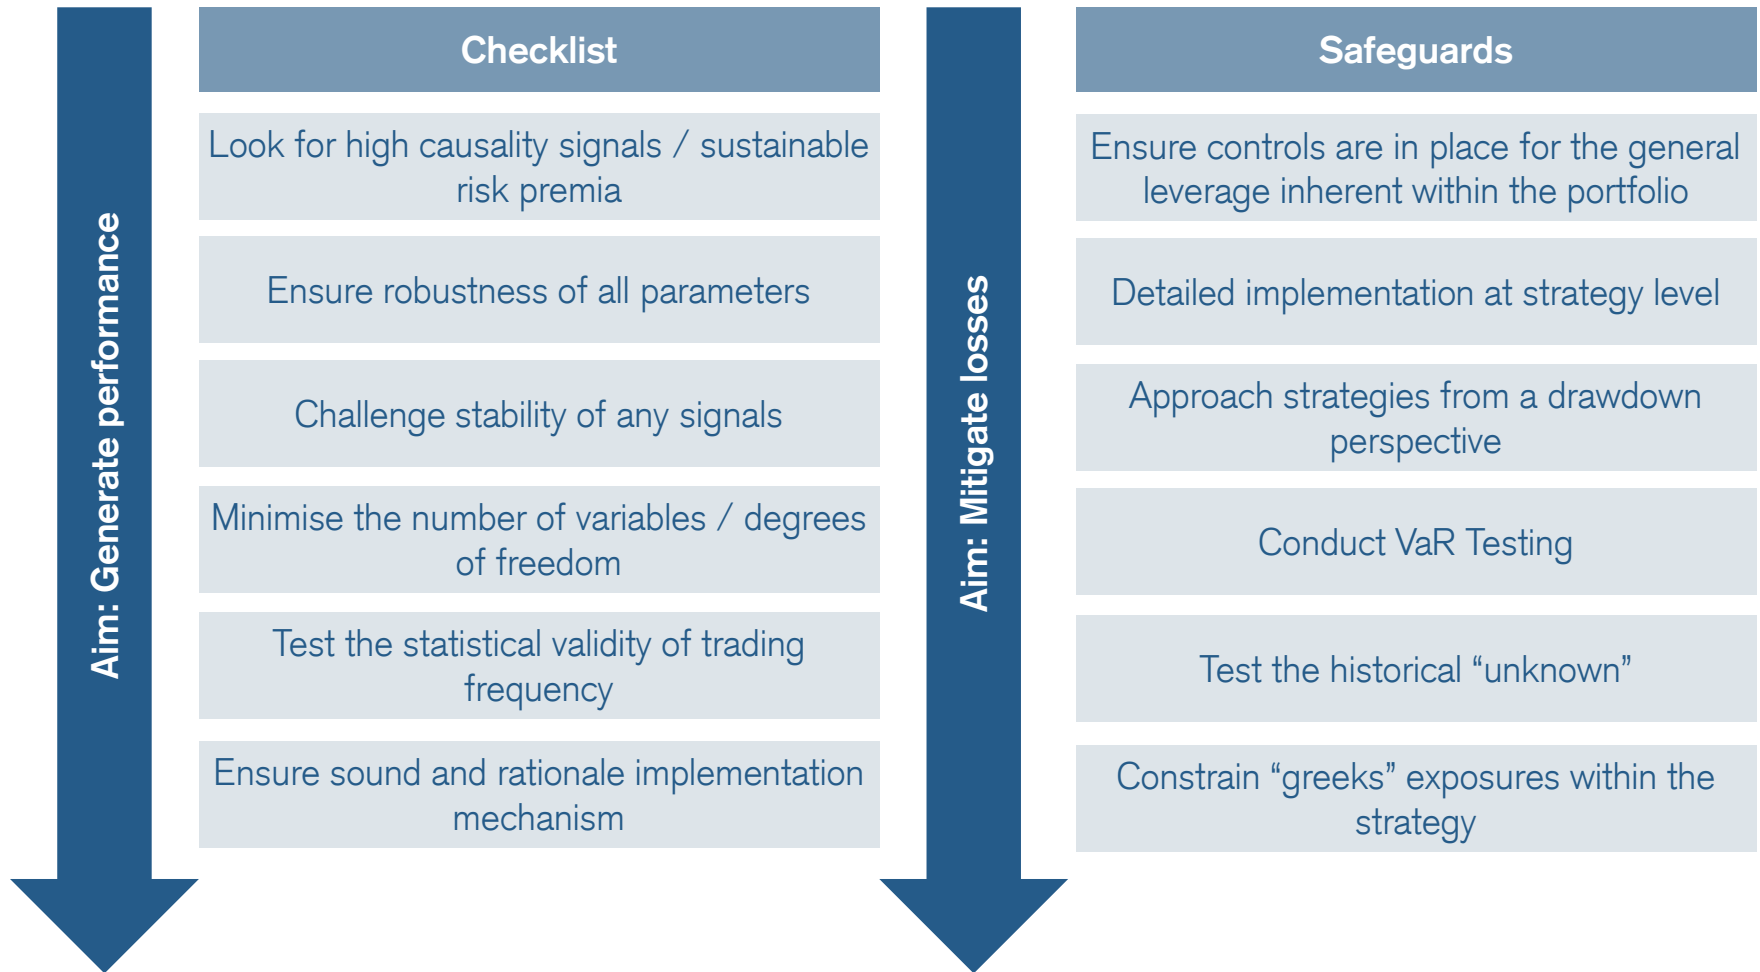 Aim: Generate performance
Checklist
Look for high causality signals / sustainable
risk premia
Ensure robustness of all parameters
Challenge stability of any signals
Minimise the number of variables / degrees
of freedom
Test the statistical validity of trading
frequency
Ensure sound and rationale implementation
mechanism
Aim: Mitigate losses
Safeguards
Ensure controls are in place for the general
leverage inherent within the portfolio
Detailed implementation at strategy level
Approach strategies from a drawdown
perspective
Conduct VaR Testing
Test the historical “unknown”
Constrain “greeks” exposures within the
strategy